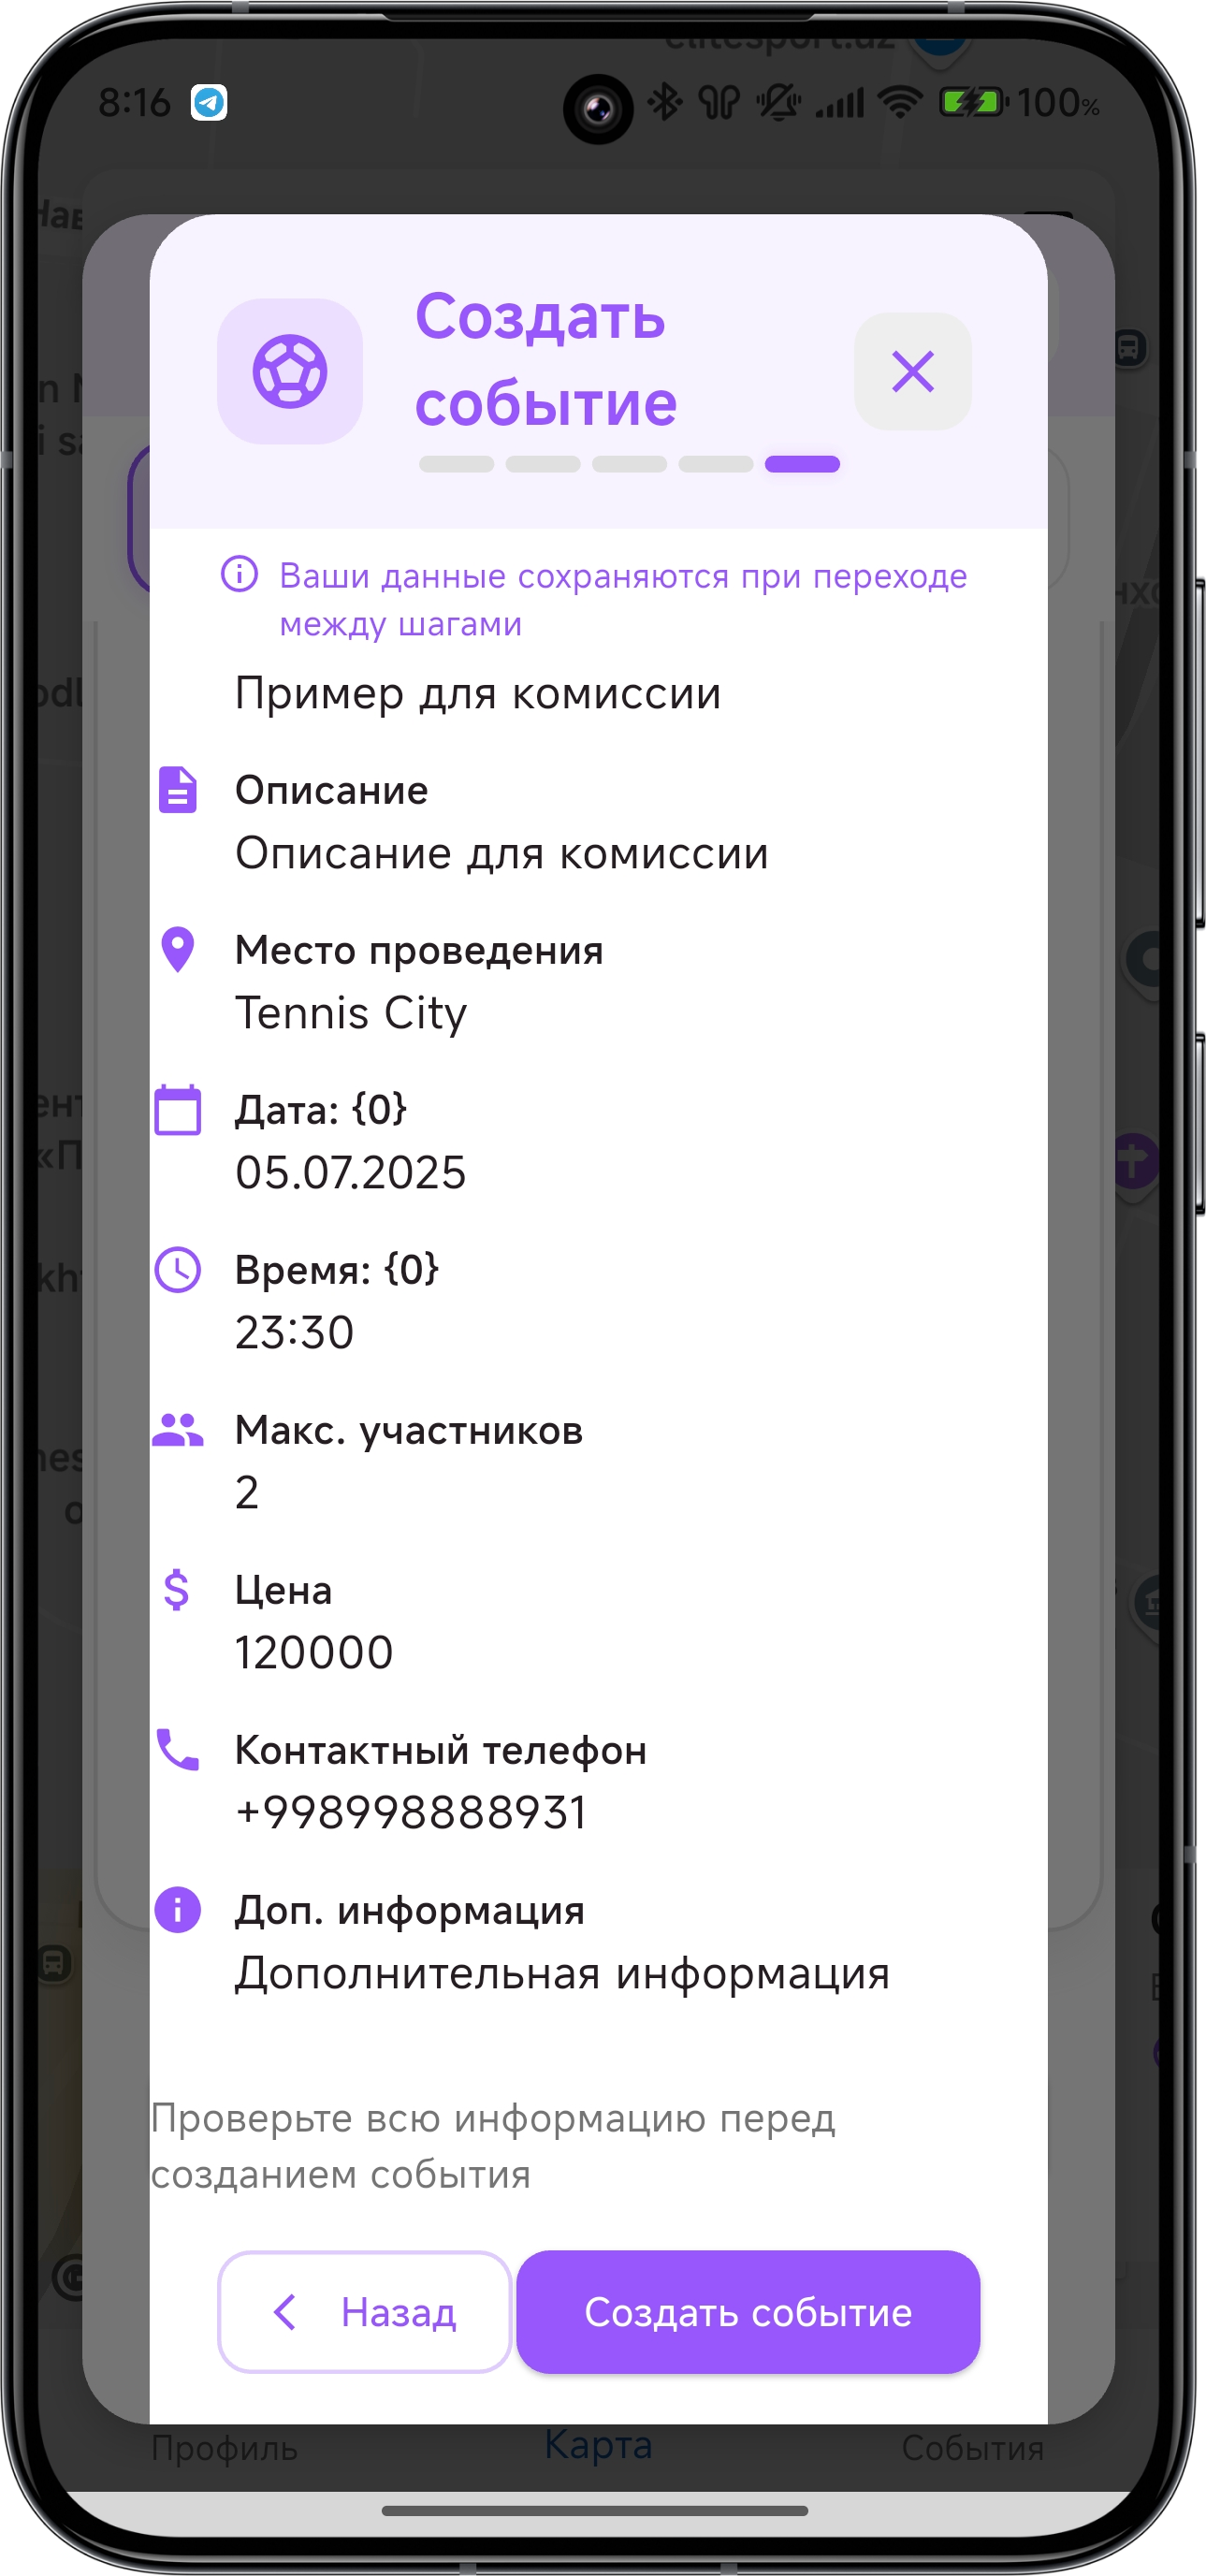 elitesport.uz
8:16
100%
Создать
событие
Ваши данные сохраняются при переходе
между шагами
Пример для комиссии
Описание
Описание для комиссии
Место проведения
Tennis City
Дата: {0}
05.07.2025
Время: {0}
23:30
Макс. участников
2
Цена
120000
Контактный телефон
+998998888931
Доп. информация
Дополнительная информация
Проверьте всю информацию перед
созданием события
Назад
Создать событие
Профиль
Карта
События